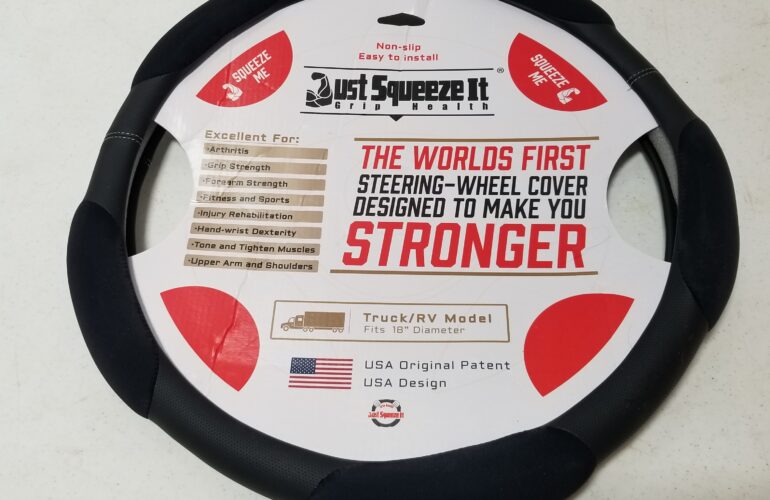 Non-slip
Easy to install
Just Squeeze It®
Grip Health
SQUEEZE
ME
SQUEEZE
ME
Excellent For:
•Arthritis
•Grip Strength
•Forearm Strength
•Fitness and Sports
•Injury Rehabilitation
•Hand-wrist Dexterity
•Tone and Tighten Muscles
•Upper Arm and Shoulders
THE WORLDS FIRST
STEERING-WHEEL COVER
DESIGNED TO MAKE YOU
STRONGER
Truck/RV Model
Fits 18" Diameter
USA Original Patent
USA Design
Just Squeeze It